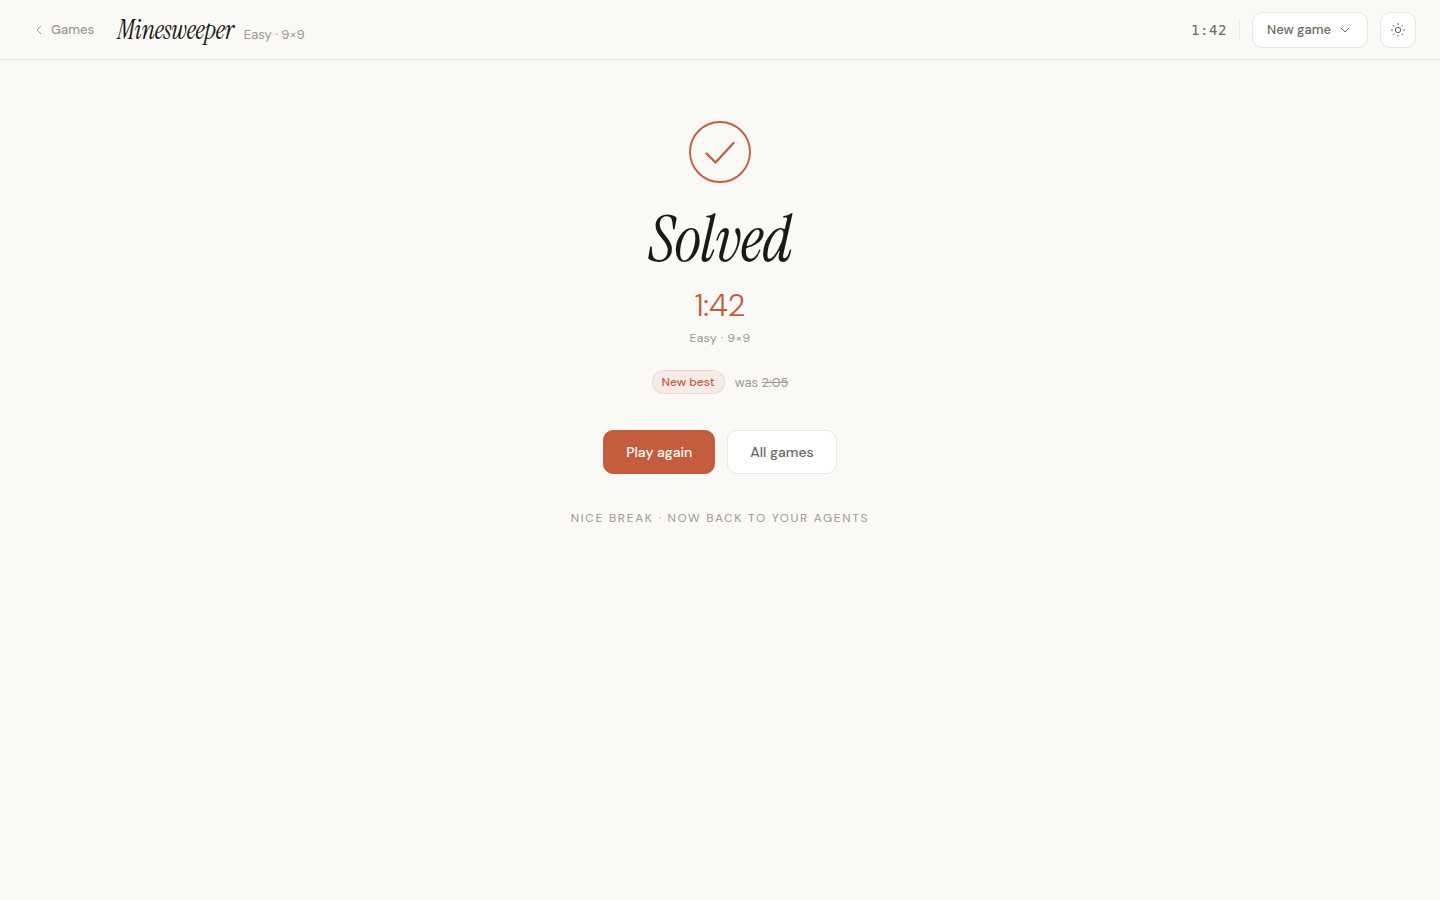 Games
Minesweeper Easy · 9×9
1:42
New game
Solved
1:42
Easy · 9×9
New best was 2:05
Play again
All games
NICE BREAK · NOW BACK TO YOUR AGENTS